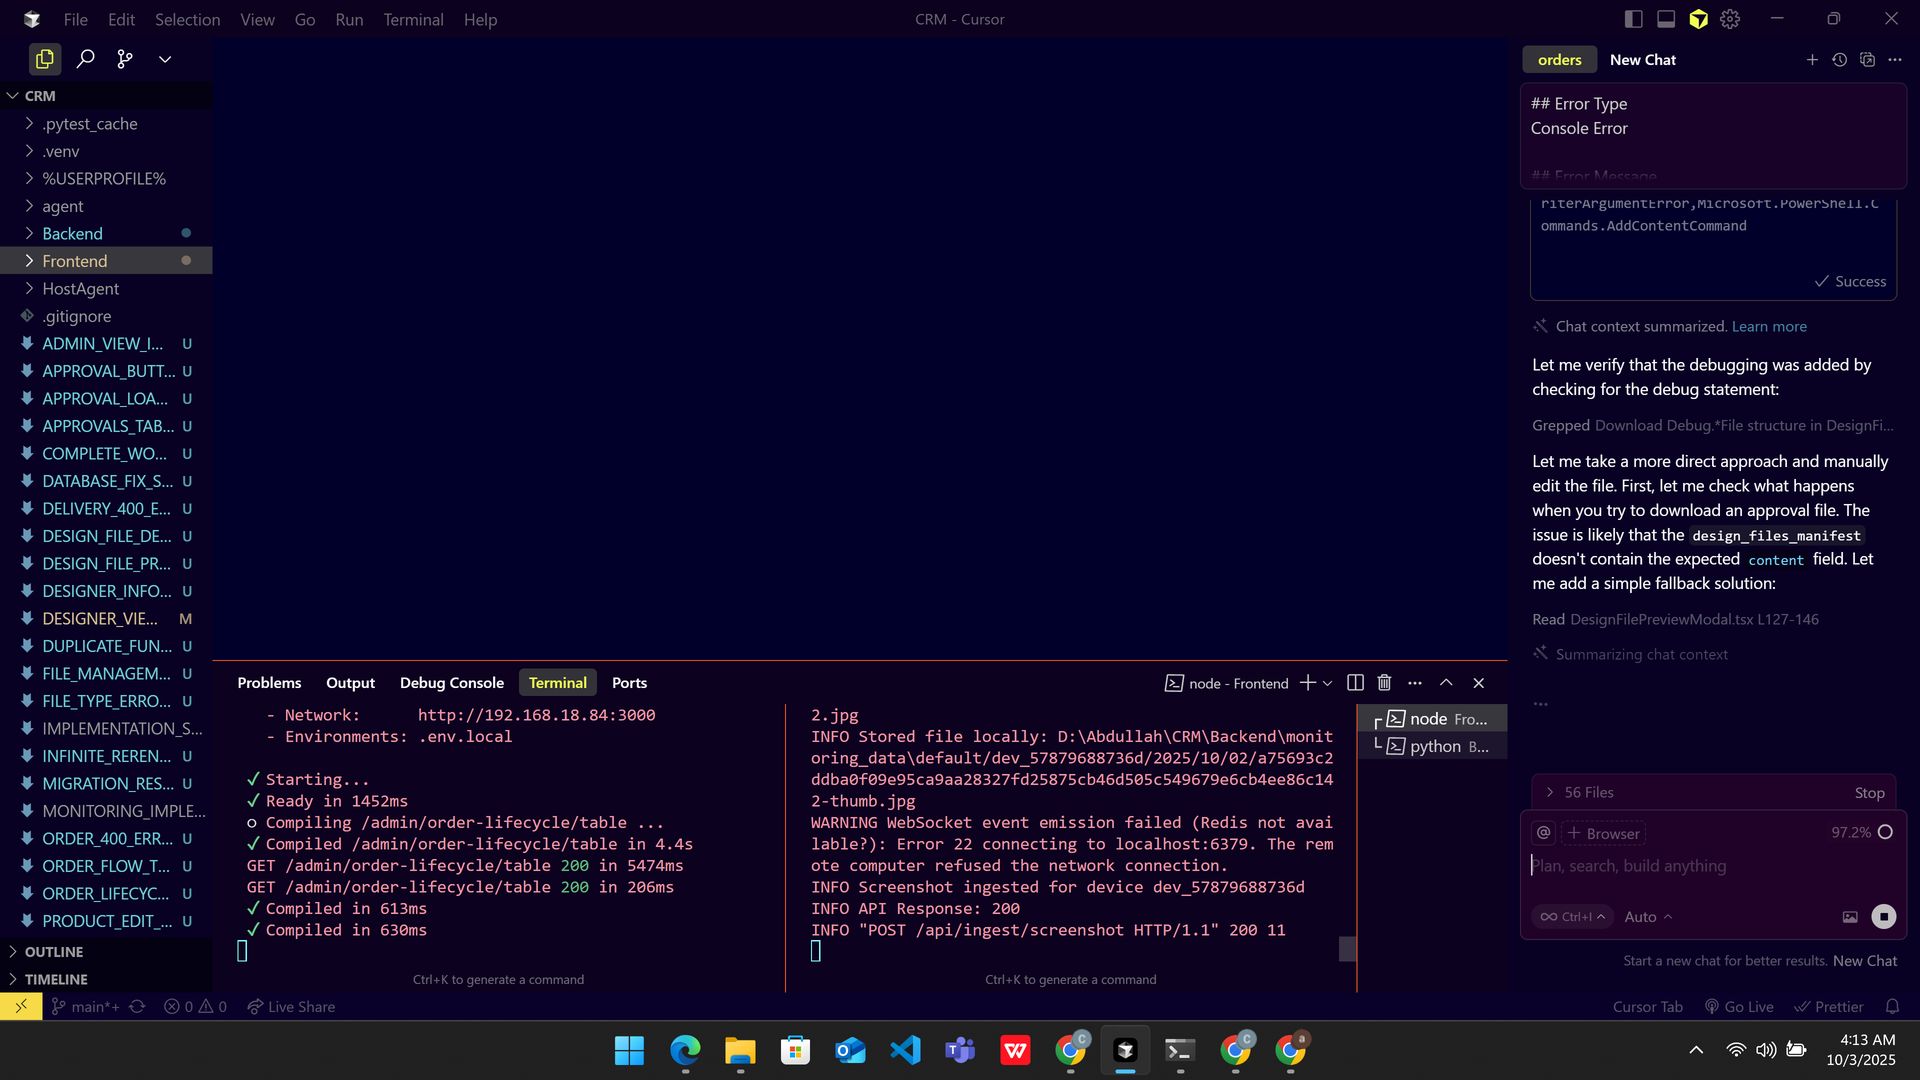 File Edit Selection View Go Run Terminal Help
CRM - Cursor
CRM
.pytest_cache
.venv
%USERPROFILE%
agent
Backend
Frontend
HostAgent
.gitignore
ADMIN_VIEW_I... U
APPROVAL_BUTT... U
APPROVAL_LOA... U
APPROVALS_TAB... U
COMPLETE_WO... U
DATABASE_FIX_S... U
DELIVERY_400_E... U
DESIGN_FILE_DE... U
DESIGN_FILE_PR... U
DESIGNER_INFO... U
DESIGNER_VIE... M
DUPLICATE_FUN... U
FILE_MANAGEM... U
FILE_TYPE_ERRO... U
IMPLEMENTATION_S...
INFINITE_REREN... U
MIGRATION_RES... U
MONITORING_IMPLE...
ORDER_400_ERR... U
ORDER_FLOW_T... U
ORDER_LIFECYC... U
PRODUCT_EDIT_... U
OUTLINE
TIMELINE
Problems Output Debug Console Terminal Ports
node - Frontend
- Network: http://192.168.18.84:3000
- Environments: .env.local
✓ Starting...
✓ Ready in 1452ms
○ Compiling /admin/order-lifecycle/table ...
✓ Compiled /admin/order-lifecycle/table in 4.4s
GET /admin/order-lifecycle/table 200 in 5474ms
GET /admin/order-lifecycle/table 200 in 206ms
✓ Compiled in 613ms
✓ Compiled in 630ms
Ctrl+K to generate a command
2.jpg
INFO Stored file locally: D:\Abdullah\CRM\Backend\monit
oring_data\default/dev_57879688736d/2025/10/02/a75693c2
ddba0f09e95ca9aa28327fd25875cb46d505c549679e6cb4ee86c14
2-thumb.jpg
WARNING WebSocket event emission failed (Redis not avai
lable?): Error 22 connecting to localhost:6379. The rem
ote computer refused the network connection.
INFO Screenshot ingested for device dev_57879688736d
INFO API Response: 200
INFO "POST /api/ingest/screenshot HTTP/1.1" 200 11
Ctrl+K to generate a command
node Fro...
python B...
orders New Chat
## Error Type
Console Error
## Error Message
riterArgumentError,Microsoft.PowerShell.C
ommands.AddContentCommand
Success
Chat context summarized. Learn more
Let me verify that the debugging was added by
checking for the debug statement:
Grepped Download Debug.*File structure in DesignFi...
Let me take a more direct approach and manually
edit the file. First, let me check what happens
when you try to download an approval file. The
issue is likely that the design_files_manifest
doesn't contain the expected content field. Let
me add a simple fallback solution:
Read DesignFilePreviewModal.tsx L127-146
Summarizing chat context
...
56 Files Stop
@ + Browser 97.2%
Plan, search, build anything
∞ Ctrl+I Auto
Start a new chat for better results. New Chat
main*+ 0 0 Live Share
Cursor Tab Go Live Prettier
4:13 AM
10/3/2025